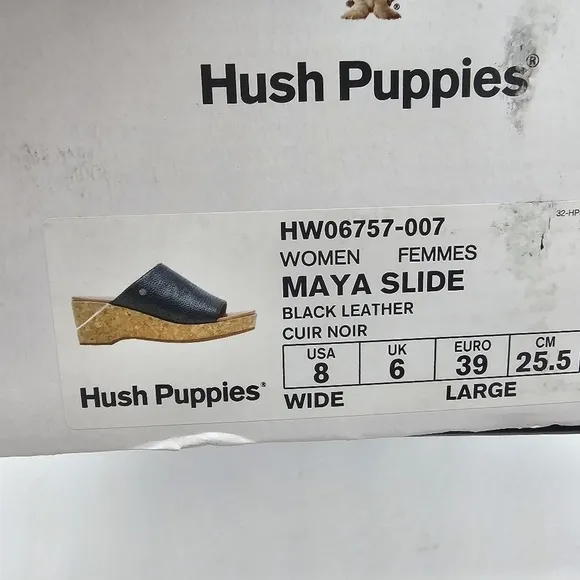 Hush Puppies®
32-HP
HW06757-007
WOMEN FEMMES
MAYA SLIDE
BLACK LEATHER
CUIR NOIR
USA UK EURO CM
8 6 39 25.5
WIDE LARGE
Hush Puppies®